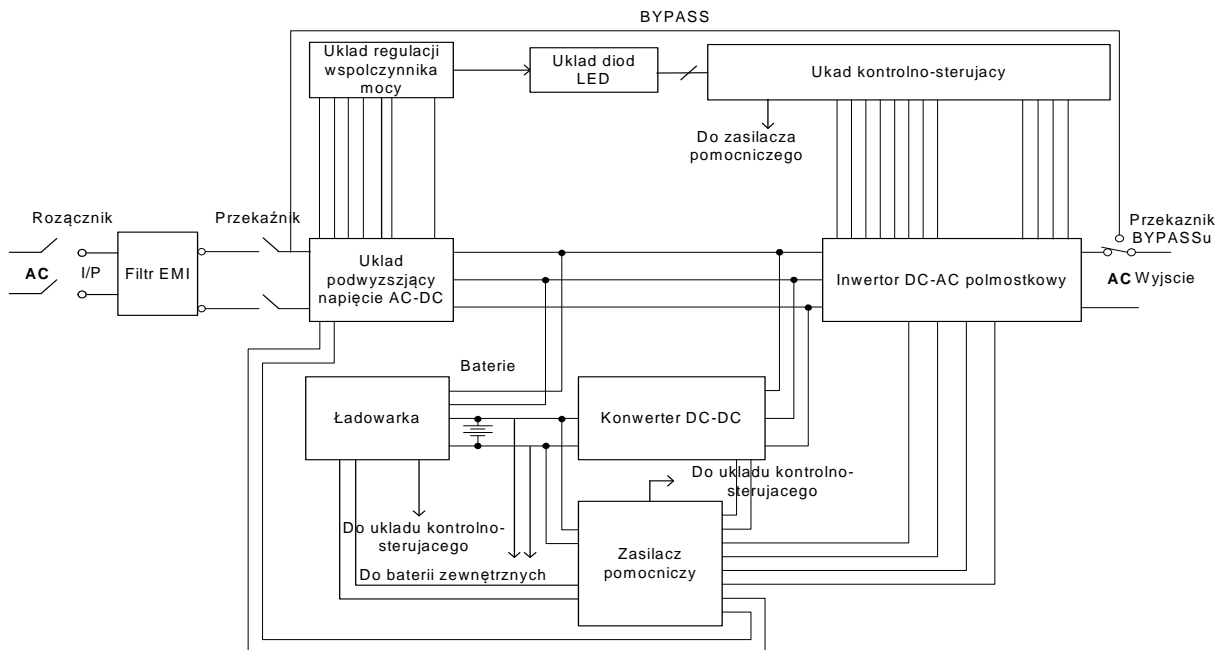 BYPASS
Uklad regulacji
wspolczynnika
mocy
Uklad diod
LED
Ukad kontrolno-sterujacy
Do zasilacza
pomocniczego
Rozącznik
Przekaźnik
Przekaznik
BYPASSu
AC
I/P
Filtr EMI
Uklad
podwyzszjący
napięcie AC-DC
Inwertor DC-AC polmostkowy
AC Wyjscie
Baterie
Ładowarka
Konwerter DC-DC
Do ukladu kontrolno-
sterujacego
Do ukladu kontrolno-
sterujacego
Do baterii zewnętrznych
Zasilacz
pomocniczy